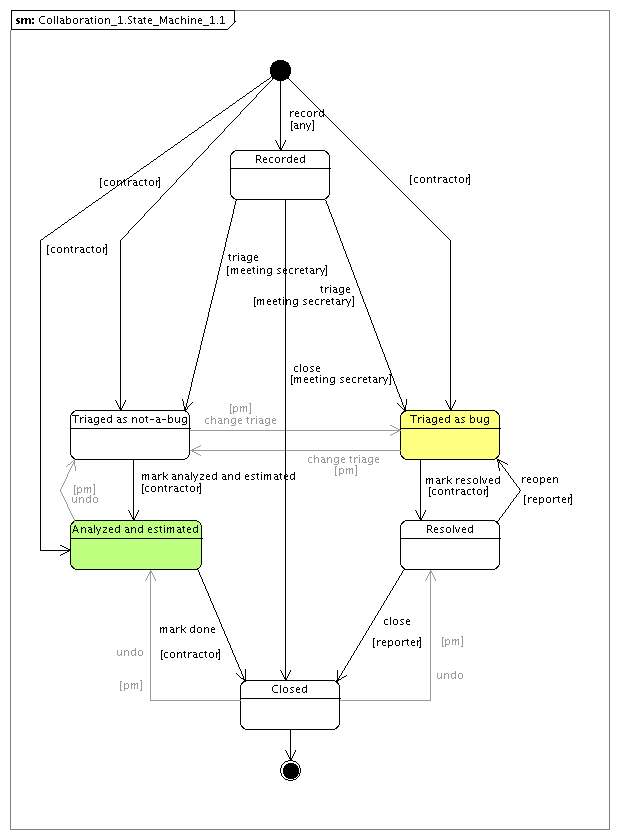 sm: Collaboration_1.State_Machine_1.1
record
[any]
Recorded
[contractor]
[contractor]
[contractor]
triage
[meeting secretary]
triage
[meeting secretary]
close
[meeting secretary]
Triaged as not-a-bug
[pm]
change triage
Triaged as bug
change triage
[pm]
mark analyzed and estimated
[contractor]
mark resolved
[contractor]
reopen
[reporter]
[pm]
undo
Analyzed and estimated
Resolved
mark done
[contractor]
close
[reporter]
undo
[pm]
[pm]
undo
Closed